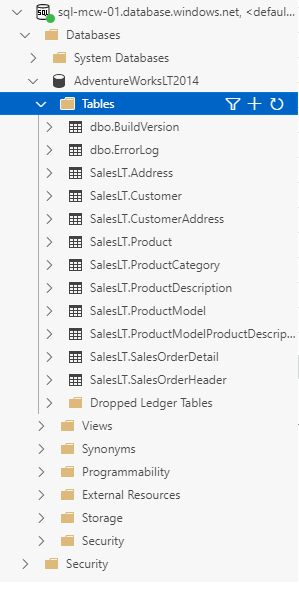 SQL
sql-mcw-01.database.windows.net, <defaul...
Databases
System Databases
AdventureWorksLT2014
Tables
dbo.BuildVersion
dbo.ErrorLog
SalesLT.Address
SalesLT.Customer
SalesLT.CustomerAddress
SalesLT.Product
SalesLT.ProductCategory
SalesLT.ProductDescription
SalesLT.ProductModel
SalesLT.ProductModelProductDescrip...
SalesLT.SalesOrderDetail
SalesLT.SalesOrderHeader
Dropped Ledger Tables
Views
Synonyms
Programmability
External Resources
Storage
Security
Security